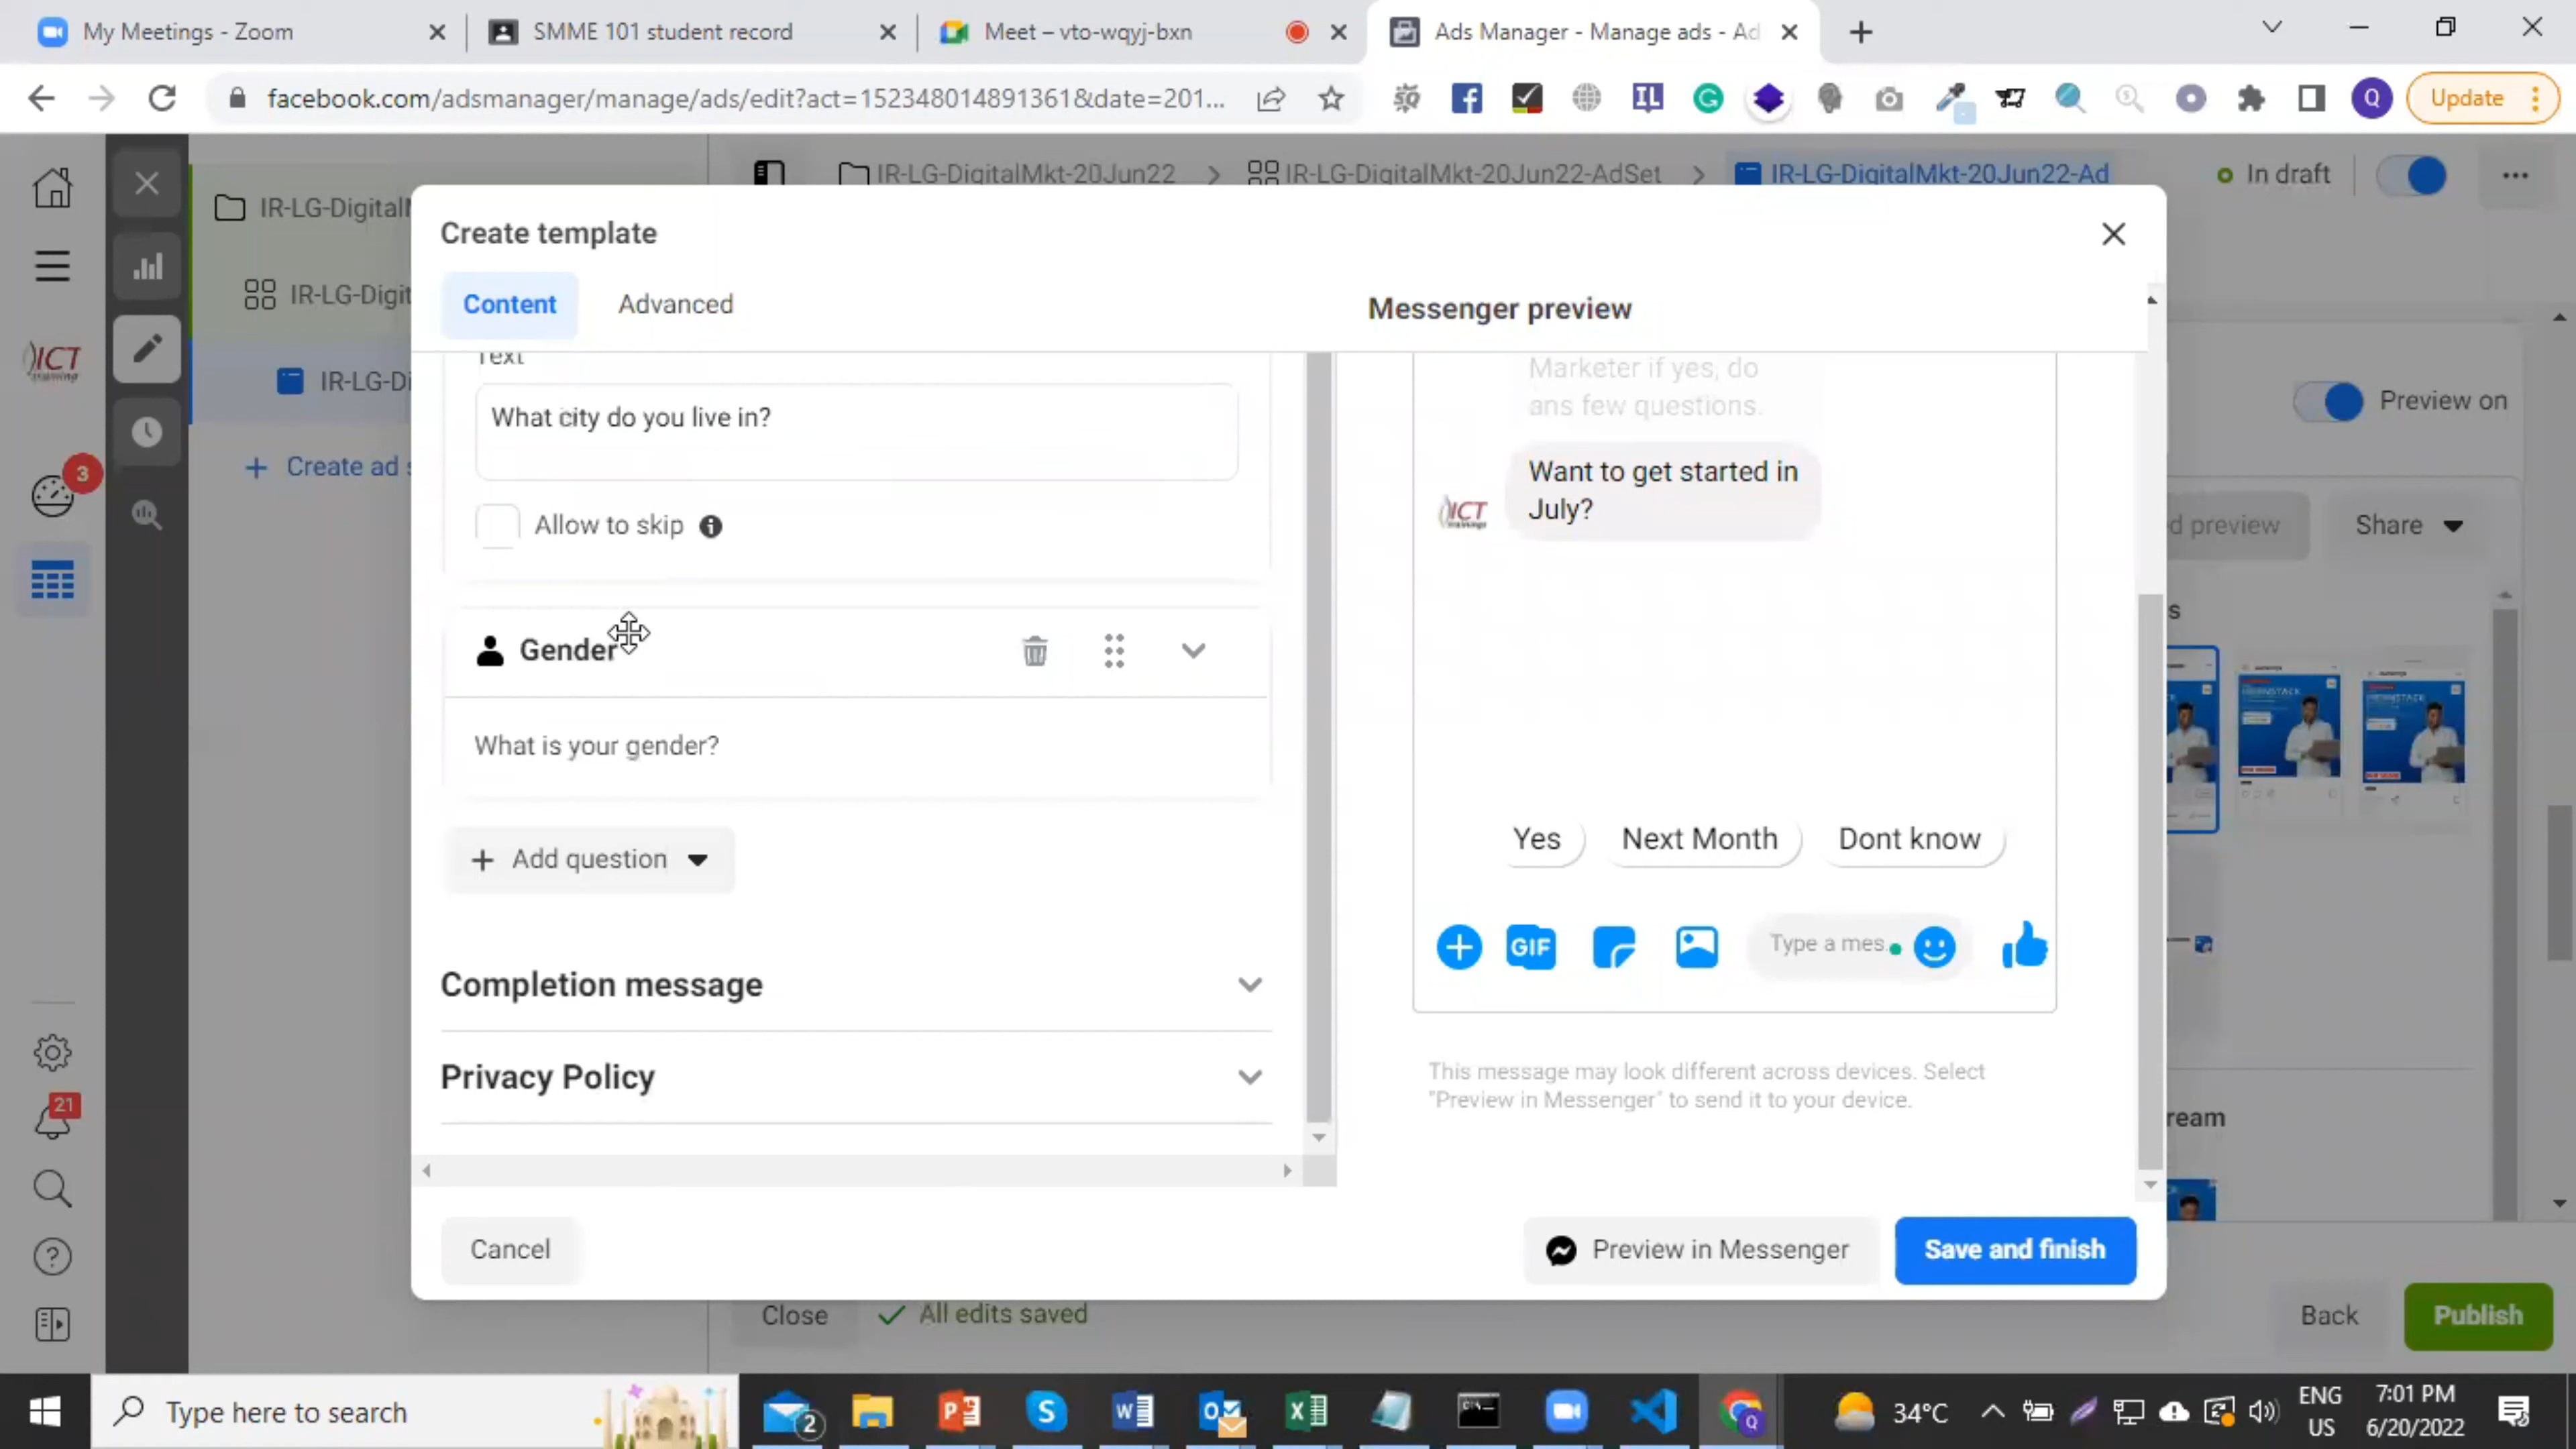 My Meetings - Zoom
SMME 101 student record
Meet – vto-wqyj-bxn
Ads Manager - Manage ads - Ad
facebook.com/adsmanager/manage/ads/edit?act=152348014891361&date=201...
Update
IR-LG-DigitalMkt-20Jun22
IR-LG-DigitalMkt-20Jun22-AdSet
IR-LG-DigitalMkt-20Jun22-Ad
In draft
IR-LG-Digital
IR-LG-Digit
IR-LG-Di
Create ad s
ICT
3
21
Create template
Content
Advanced
Messenger preview
Text
What city do you live in?
Allow to skip
Gender
What is your gender?
Add question
Completion message
Privacy Policy
Marketer if yes, do
ans few questions.
Want to get started in
July?
ICT
Yes
Next Month
Dont know
GIF
Type a mes...
This message may look different across devices. Select
"Preview in Messenger" to send it to your device.
Cancel
Preview in Messenger
Save and finish
Preview on
d preview
Share
s
ream
Close
All edits saved
Back
Publish
Type here to search
2
34°C
ENG
US
7:01 PM
6/20/2022